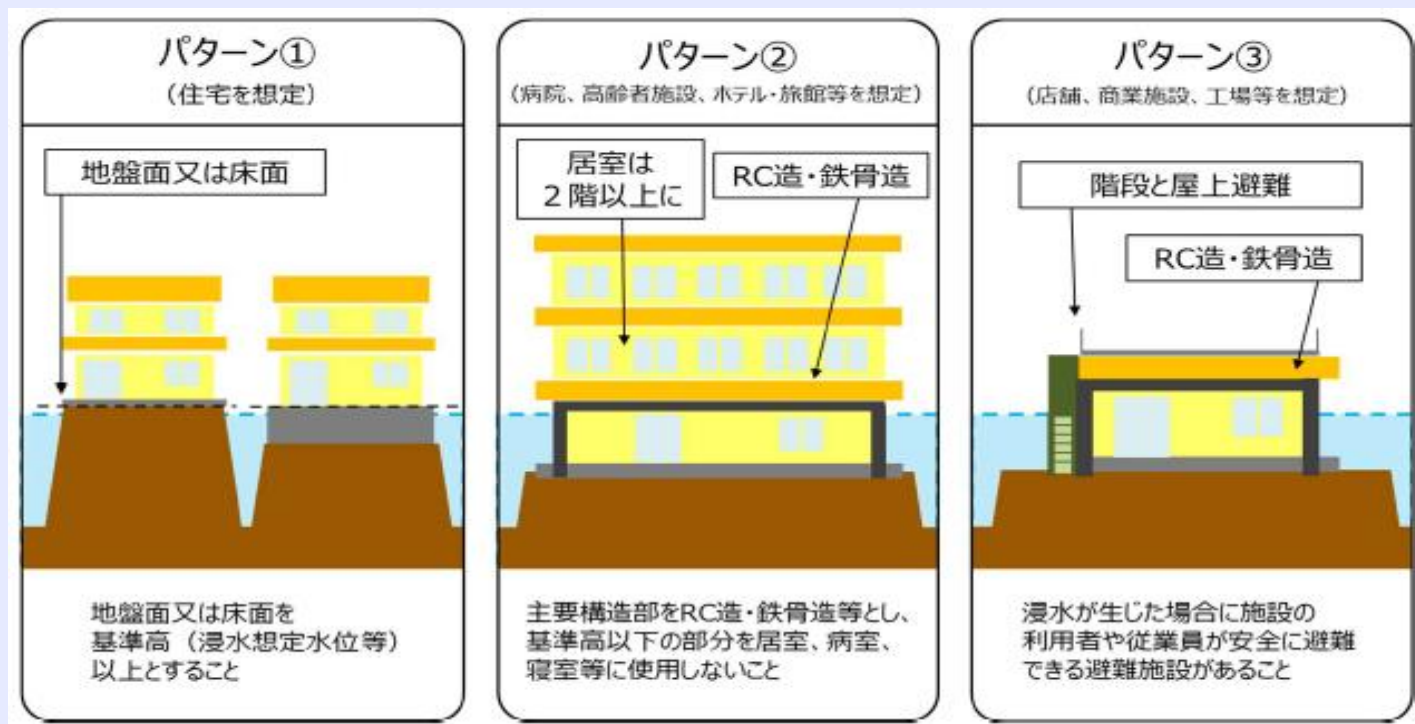 パターン①
（住宅を想定）
地盤面又は床面
地盤面又は床面を
基準高（浸水想定水位等）
以上とすること
パターン②
（病院、高齢者施設、ホテル・旅館等を想定）
居室は
２階以上に
RC造・鉄骨造
主要構造部をRC造・鉄骨造等とし、
基準高以下の部分を居室、病室、
寝室等に使用しないこと
パターン③
（店舗、商業施設、工場等を想定）
階段と屋上避難
RC造・鉄骨造
浸水が生じた場合に施設の
利用者や従業員が安全に避難
できる避難施設があること